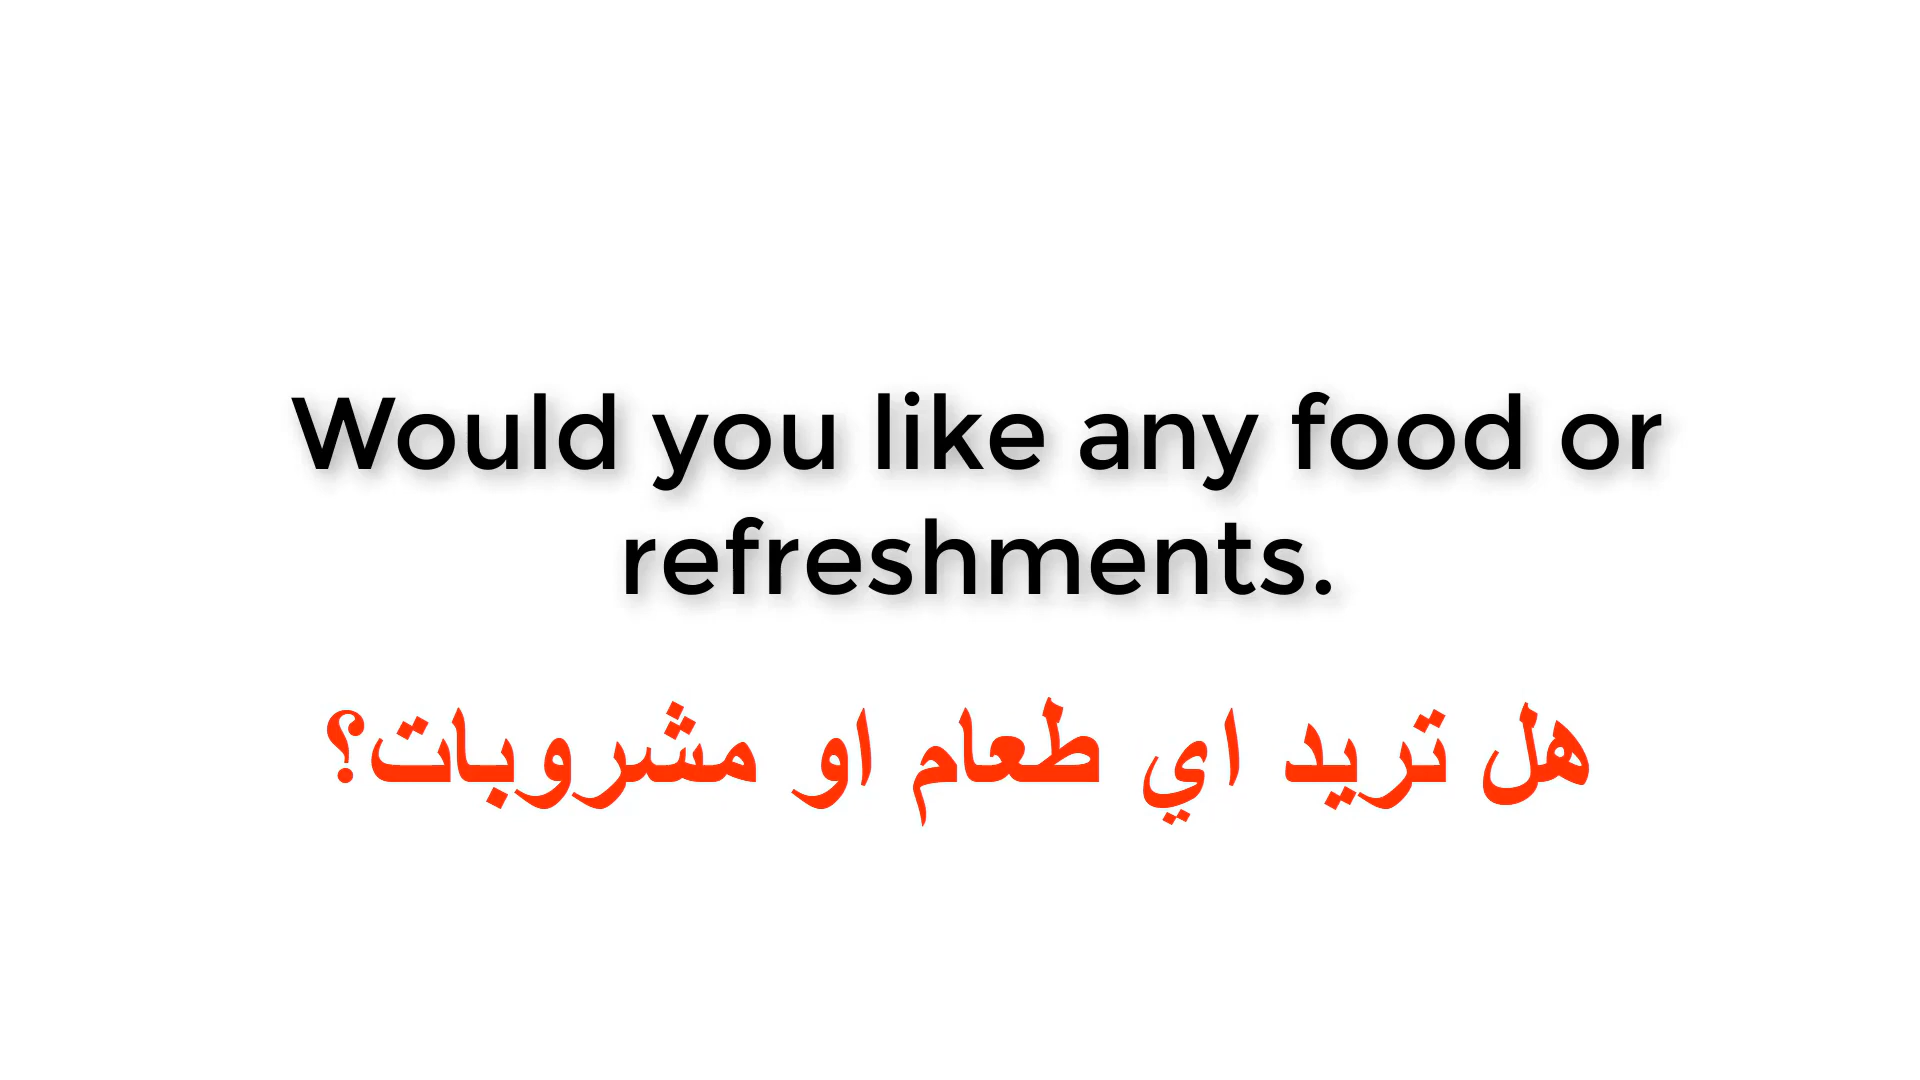 Would you like any food or
refreshments.
هل تريد اي طعام او مشروبات؟